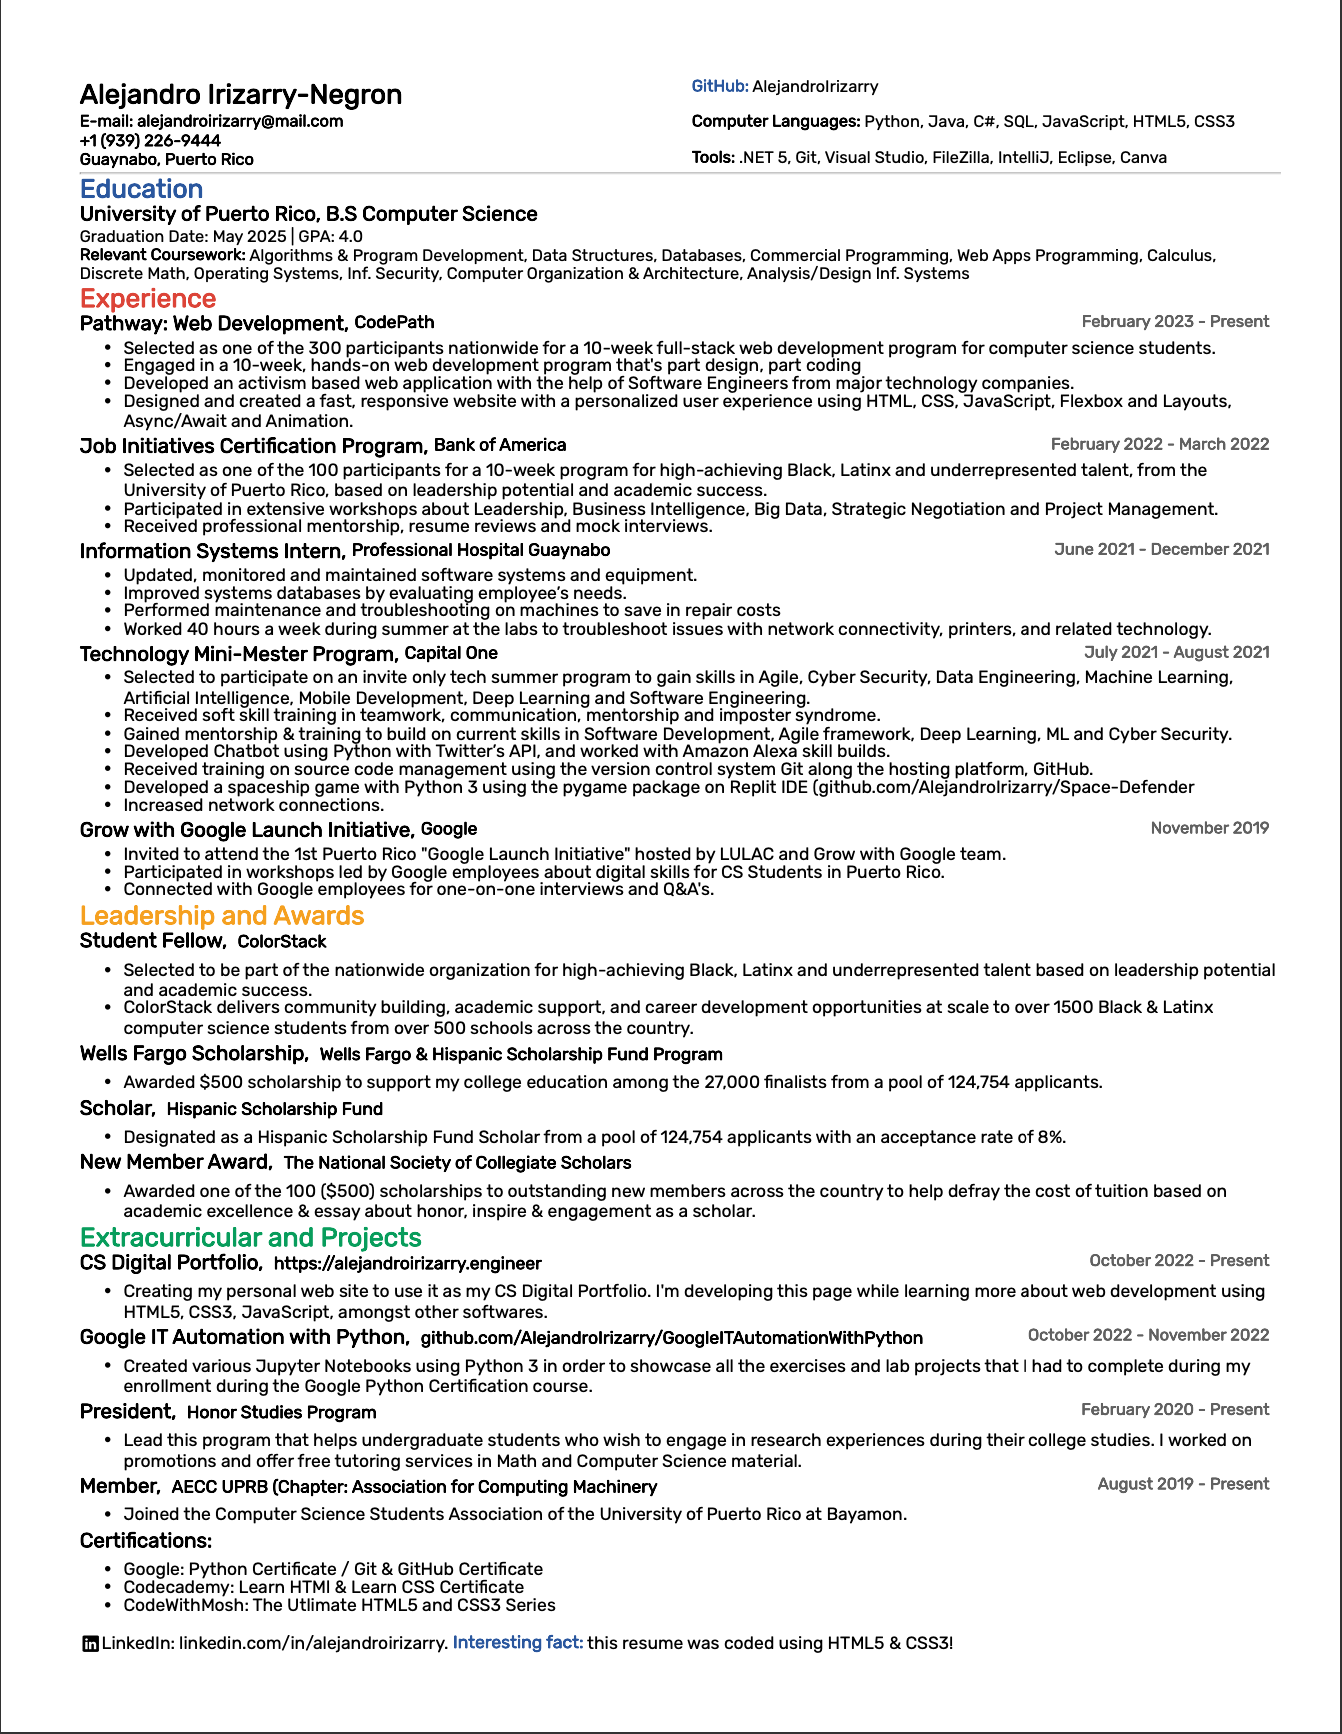 Alejandro Irizarry-Negron
E-mail: alejandroirizarry@mail.com
+1 (939) 226-9444
Guaynabo, Puerto Rico
GitHub: AlejandroIrizarry
Computer Languages: Python, Java, C#, SQL, JavaScript, HTML5, CSS3
Tools: .NET 5, Git, Visual Studio, FileZilla, IntelliJ, Eclipse, Canva
Education
University of Puerto Rico, B.S Computer Science
Graduation Date: May 2025 | GPA: 4.0
Relevant Coursework: Algorithms & Program Development, Data Structures, Databases, Commercial Programming, Web Apps Programming, Calculus,
Discrete Math, Operating Systems, Inf. Security, Computer Organization & Architecture, Analysis/Design Inf. Systems
Experience
Pathway: Web Development, CodePath February 2023 - Present
• Selected as one of the 300 participants nationwide for a 10-week full-stack web development program for computer science students.
• Engaged in a 10-week, hands-on web development program that's part design, part coding
• Developed an activism based web application with the help of Software Engineers from major technology companies.
• Designed and created a fast, responsive website with a personalized user experience using HTML, CSS, JavaScript, Flexbox and Layouts,
Async/Await and Animation.
Job Initiatives Certification Program, Bank of America February 2022 - March 2022
• Selected as one of the 100 participants for a 10-week program for high-achieving Black, Latinx and underrepresented talent, from the
University of Puerto Rico, based on leadership potential and academic success.
• Participated in extensive workshops about Leadership, Business Intelligence, Big Data, Strategic Negotiation and Project Management.
• Received professional mentorship, resume reviews and mock interviews.
Information Systems Intern, Professional Hospital Guaynabo June 2021 - December 2021
• Updated, monitored and maintained software systems and equipment.
• Improved systems databases by evaluating employee’s needs.
• Performed maintenance and troubleshooting on machines to save in repair costs
• Worked 40 hours a week during summer at the labs to troubleshoot issues with network connectivity, printers, and related technology.
Technology Mini-Mester Program, Capital One July 2021 - August 2021
• Selected to participate on an invite only tech summer program to gain skills in Agile, Cyber Security, Data Engineering, Machine Learning,
Artificial Intelligence, Mobile Development, Deep Learning and Software Engineering.
• Received soft skill training in teamwork, communication, mentorship and imposter syndrome.
• Gained mentorship & training to build on current skills in Software Development, Agile framework, Deep Learning, ML and Cyber Security.
• Developed Chatbot using Python with Twitter’s API, and worked with Amazon Alexa skill builds.
• Received training on source code management using the version control system Git along the hosting platform, GitHub.
• Developed a spaceship game with Python 3 using the pygame package on Replit IDE (github.com/AlejandroIrizarry/Space-Defender
• Increased network connections.
Grow with Google Launch Initiative, Google November 2019
• Invited to attend the 1st Puerto Rico "Google Launch Initiative" hosted by LULAC and Grow with Google team.
• Participated in workshops led by Google employees about digital skills for CS Students in Puerto Rico.
• Connected with Google employees for one-on-one interviews and Q&A's.
Leadership and Awards
Student Fellow, ColorStack
• Selected to be part of the nationwide organization for high-achieving Black, Latinx and underrepresented talent based on leadership potential
and academic success.
• ColorStack delivers community building, academic support, and career development opportunities at scale to over 1500 Black & Latinx
computer science students from over 500 schools across the country.
Wells Fargo Scholarship, Wells Fargo & Hispanic Scholarship Fund Program
• Awarded $500 scholarship to support my college education among the 27,000 finalists from a pool of 124,754 applicants.
Scholar, Hispanic Scholarship Fund
• Designated as a Hispanic Scholarship Fund Scholar from a pool of 124,754 applicants with an acceptance rate of 8%.
New Member Award, The National Society of Collegiate Scholars
• Awarded one of the 100 ($500) scholarships to outstanding new members across the country to help defray the cost of tuition based on
academic excellence & essay about honor, inspire & engagement as a scholar.
Extracurricular and Projects
CS Digital Portfolio, https://alejandroirizarry.engineer October 2022 - Present
• Creating my personal web site to use it as my CS Digital Portfolio. I'm developing this page while learning more about web development using
HTML5, CSS3, JavaScript, amongst other softwares.
Google IT Automation with Python, github.com/AlejandroIrizarry/GoogleITAutomationWithPython October 2022 - November 2022
• Created various Jupyter Notebooks using Python 3 in order to showcase all the exercises and lab projects that I had to complete during my
enrollment during the Google Python Certification course.
President, Honor Studies Program February 2020 - Present
• Lead this program that helps undergraduate students who wish to engage in research experiences during their college studies. I worked on
promotions and offer free tutoring services in Math and Computer Science material.
Member, AECC UPRB (Chapter: Association for Computing Machinery August 2019 - Present
• Joined the Computer Science Students Association of the University of Puerto Rico at Bayamon.
Certifications:
• Google: Python Certificate / Git & GitHub Certificate
• Codecademy: Learn HTMl & Learn CSS Certificate
• CodeWithMosh: The Utlimate HTML5 and CSS3 Series
in LinkedIn: linkedin.com/in/alejandroirizarry. Interesting fact: this resume was coded using HTML5 & CSS3!